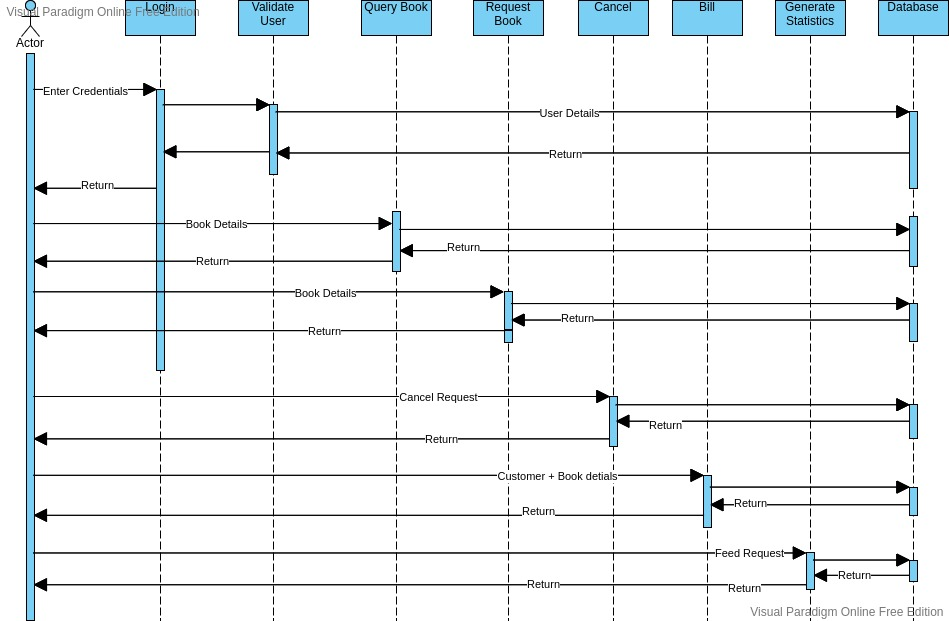 Visual Paradigm Online Free Edition
Login
Validate
User
Query Book
Request
Book
Cancel
Bill
Generate
Statistics
Database
Actor
Enter Credentials
User Details
Return
Return
Book Details
Return
Return
Book Details
Return
Return
Cancel Request
Return
Return
Customer + Book detials
Return
Return
Feed Request
Return
Return
Return
Visual Paradigm Online Free Edition